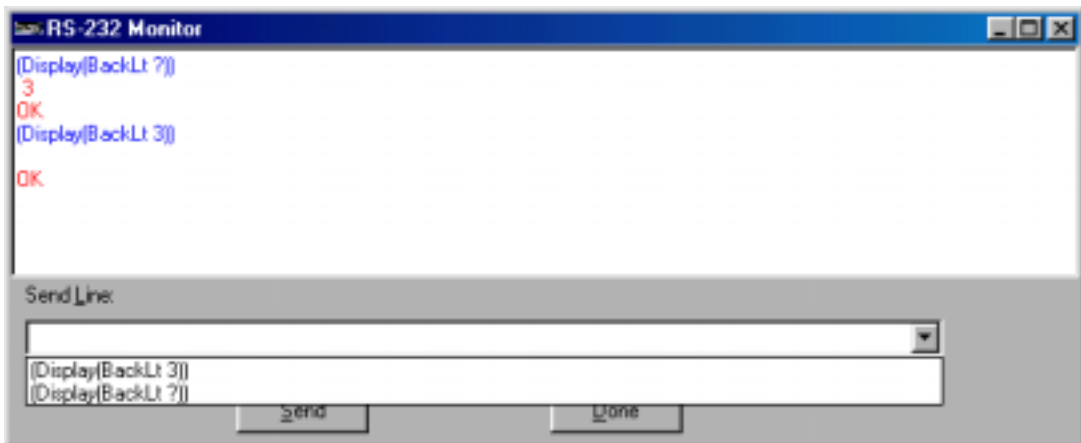 RS-232 Monitor
(Display(BackLt ?))
3
OK
(Display(BackLt 3))
OK
Send Line:
(Display(BackLt 3))
(Display(BackLt ?))
Send
Done